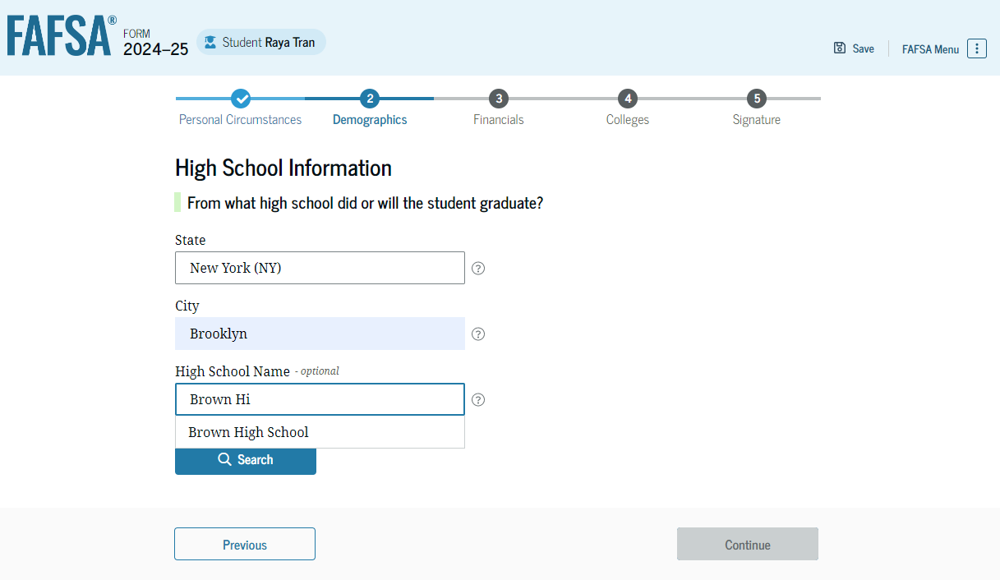 FAFSA®
FORM
2024–25
Student Raya Tran
Save
FAFSA Menu
2
3
4
5
Personal Circumstances
Demographics
Financials
Colleges
Signature
High School Information
From what high school did or will the student graduate?
State
New York (NY)
?
City
Brooklyn
?
High School Name - optional
Brown Hi
?
Brown High School
Search
Previous
Continue